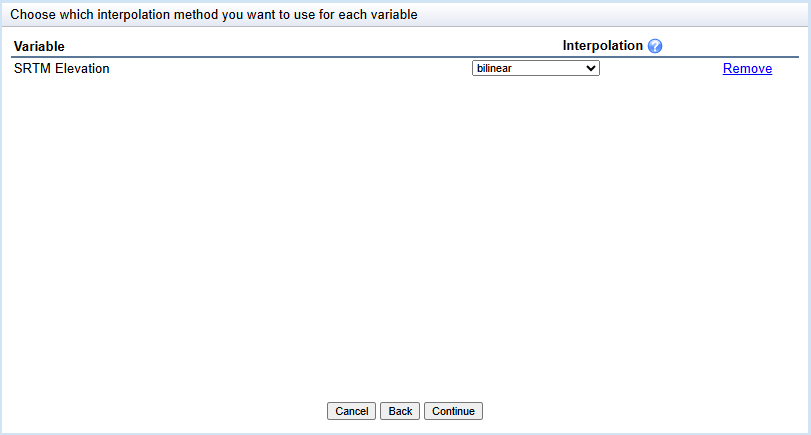 Choose which interpolation method you want to use for each variable
Variable Interpolation ?
SRTM Elevation bilinear Remove
Cancel Back Continue